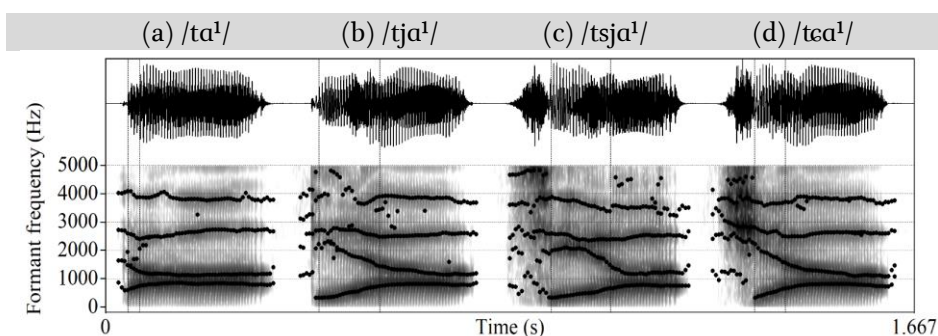 (a) /tɑ¹/ (b) /tjɑ¹/ (c) /tsjɑ¹/ (d) /tɕɑ¹/
Formant frequency (Hz)
5000
4000
3000
2000
1000
0
0 Time (s) 1.667